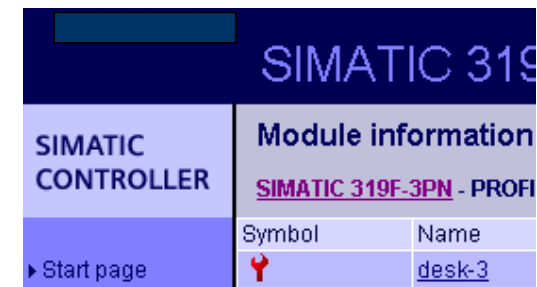 SIMATIC 319
SIMATIC
CONTROLLER
Module information
SIMATIC 319F-3PN - PROFI
Symbol Name
Start page
desk-3